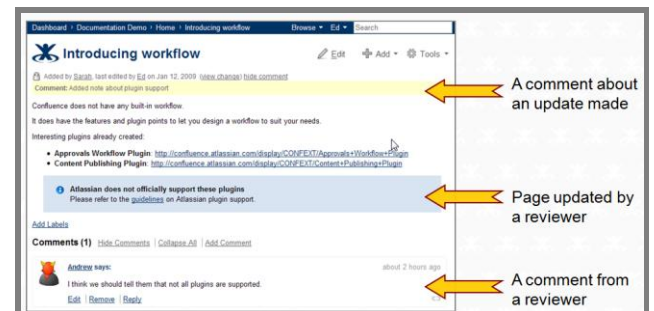 Dashboard > Documentation Demo > Home > Introducing workflow Browse Ed Search
Introducing workflow Edit Add Tools
Added by Sarah, last edited by Ed on Jan 12, 2009 (view change) hide comment
Comment: Added note about plugin support
A comment about
an update made
Confluence does not have any built-in workflow.
It does have the features and plugin points to let you design a workflow to suit your needs.
Interesting plugins already created:
• Approvals Workflow Plugin: http://confluence.atlassian.com/display/CONFEXT/Approvals+Workflow+Plugin
• Content Publishing Plugin: http://confluence.atlassian.com/display/CONFEXT/Content+Publishing+Plugin
Atlassian does not officially support these plugins
Please refer to the guidelines on Atlassian plugin support.
Page updated by
a reviewer
Add Labels
Comments (1) Hide Comments | Collapse All | Add Comment
Andrew says: about 2 hours ago
I think we should tell them that not all plugins are supported.
Edit | Remove | Reply
A comment from
a reviewer